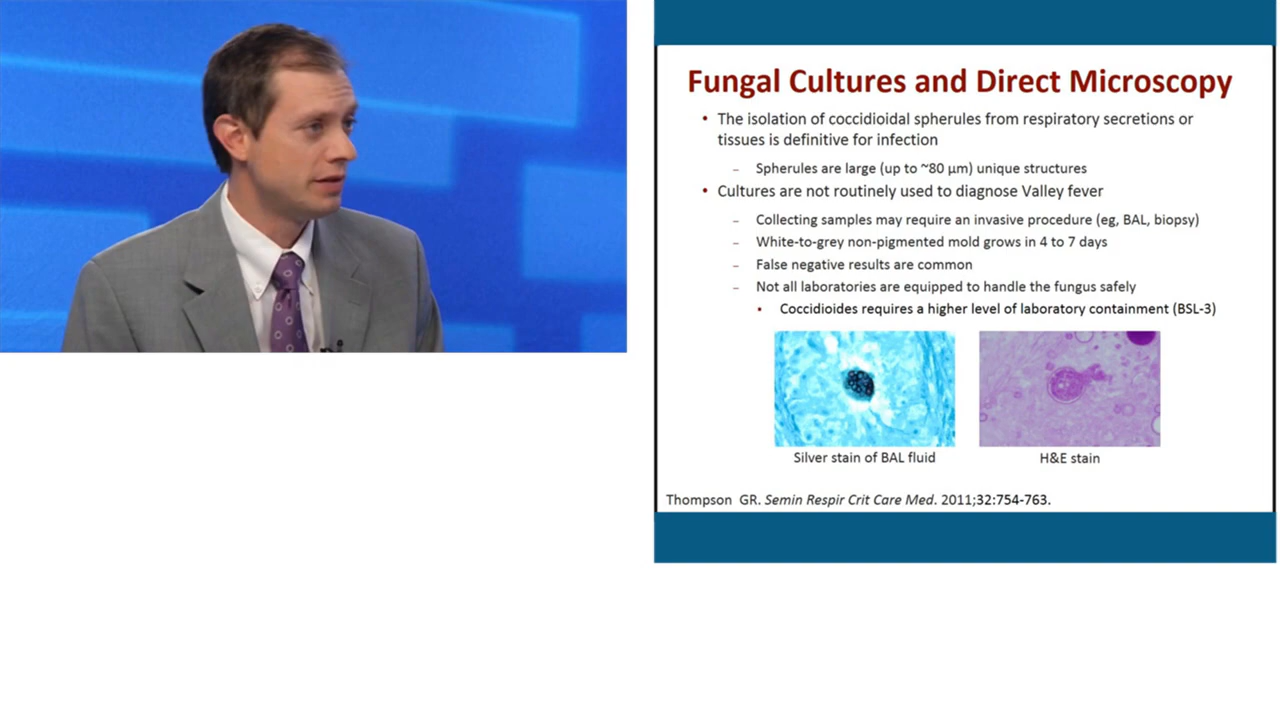 Fungal Cultures and Direct Microscopy
• The isolation of coccidioidal spherules from respiratory secretions or
tissues is definitive for infection
– Spherules are large (up to ~80 µm) unique structures
• Cultures are not routinely used to diagnose Valley fever
– Collecting samples may require an invasive procedure (eg, BAL, biopsy)
– White-to-grey non-pigmented mold grows in 4 to 7 days
– False negative results are common
– Not all laboratories are equipped to handle the fungus safely
• Coccidioides requires a higher level of laboratory containment (BSL-3)
Silver stain of BAL fluid
H&E stain
Thompson GR. Semin Respir Crit Care Med. 2011;32:754-763.